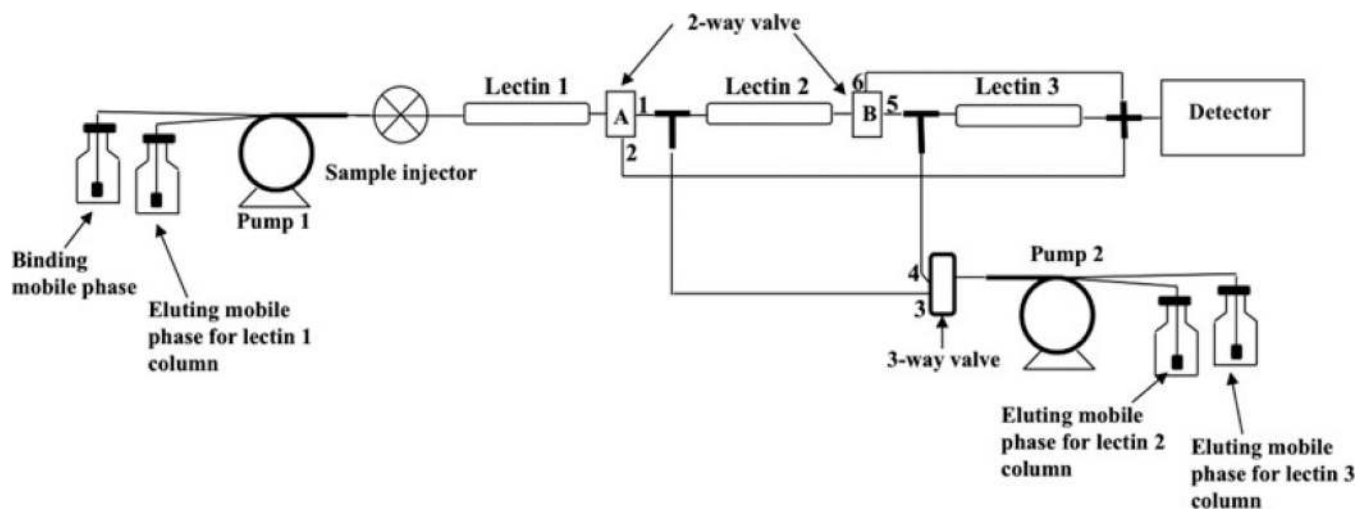 2-way valve
Lectin 1
Lectin 2
Lectin 3
6
A
1
B
5
Detector
2
Sample injector
Pump 1
Pump 2
4
3
Binding
mobile phase
Eluting mobile
phase for lectin 1
column
3-way valve
Eluting mobile
phase for lectin 2
column
Eluting mobile
phase for lectin 3
column